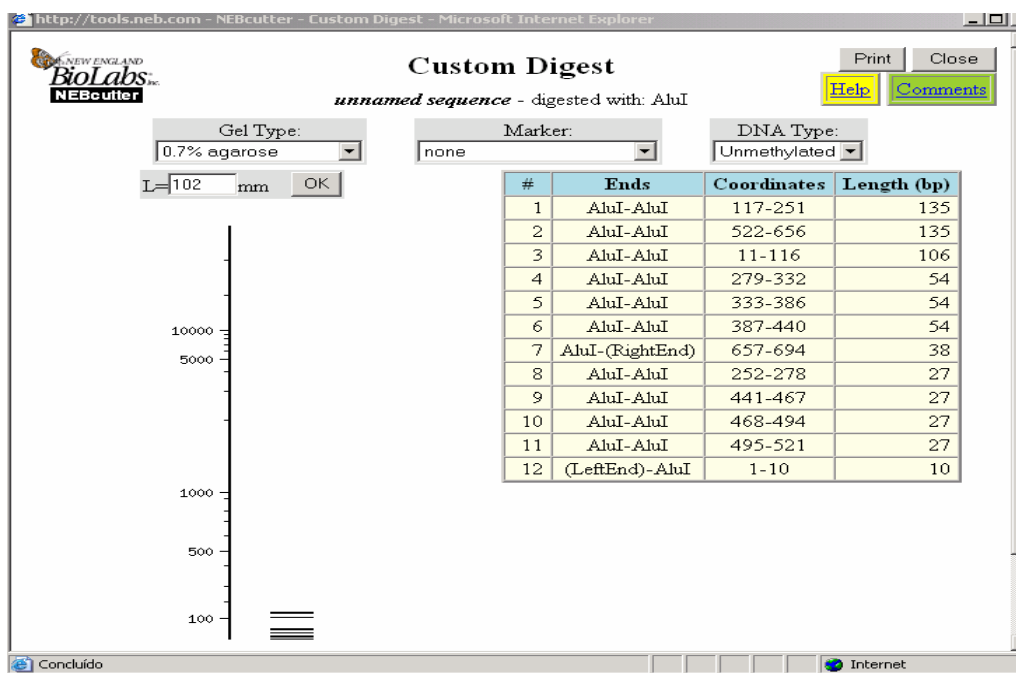 http://tools.neb.com - NEBcutter - Custom Digest - Microsoft Internet Explorer
NEW ENGLAND
BioLabs Inc.
NEBcutter
Custom Digest
unnamed sequence - digested with: AluI
Print Close
Help Comments
Gel Type: Marker: DNA Type:
0.7% agarose none Unmethylated
L= 102 mm OK
# Ends Coordinates Length (bp)
1 AluI-AluI 117-251 135
2 AluI-AluI 522-656 135
3 AluI-AluI 11-116 106
4 AluI-AluI 279-332 54
5 AluI-AluI 333-386 54
6 AluI-AluI 387-440 54
7 AluI-(RightEnd) 657-694 38
8 AluI-AluI 252-278 27
9 AluI-AluI 441-467 27
10 AluI-AluI 468-494 27
11 AluI-AluI 495-521 27
12 (LeftEnd)-AluI 1-10 10
10000
5000
1000
500
100
Concluído Internet